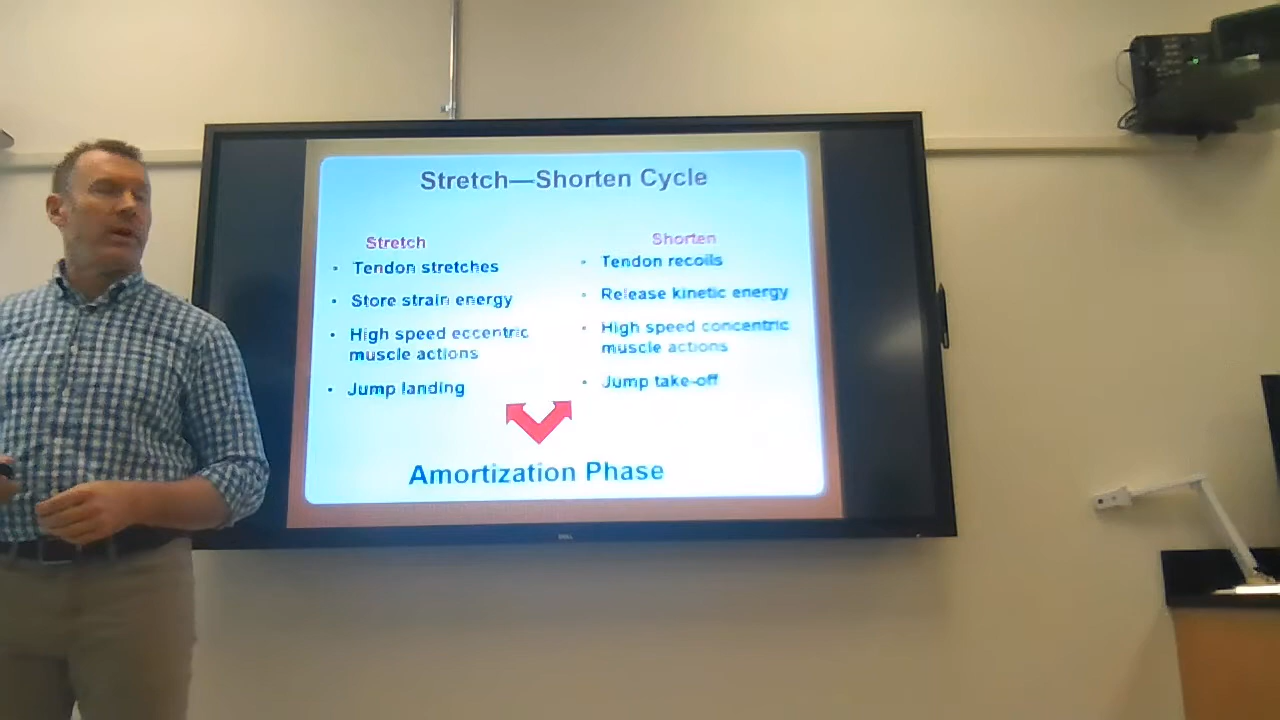 Stretch—Shorten Cycle
Stretch
• Tendon stretches
• Store strain energy
• High speed eccentric
muscle actions
• Jump landing
Shorten
• Tendon recoils
• Release kinetic energy
• High speed concentric
muscle actions
• Jump take-off
Amortization Phase
DELL